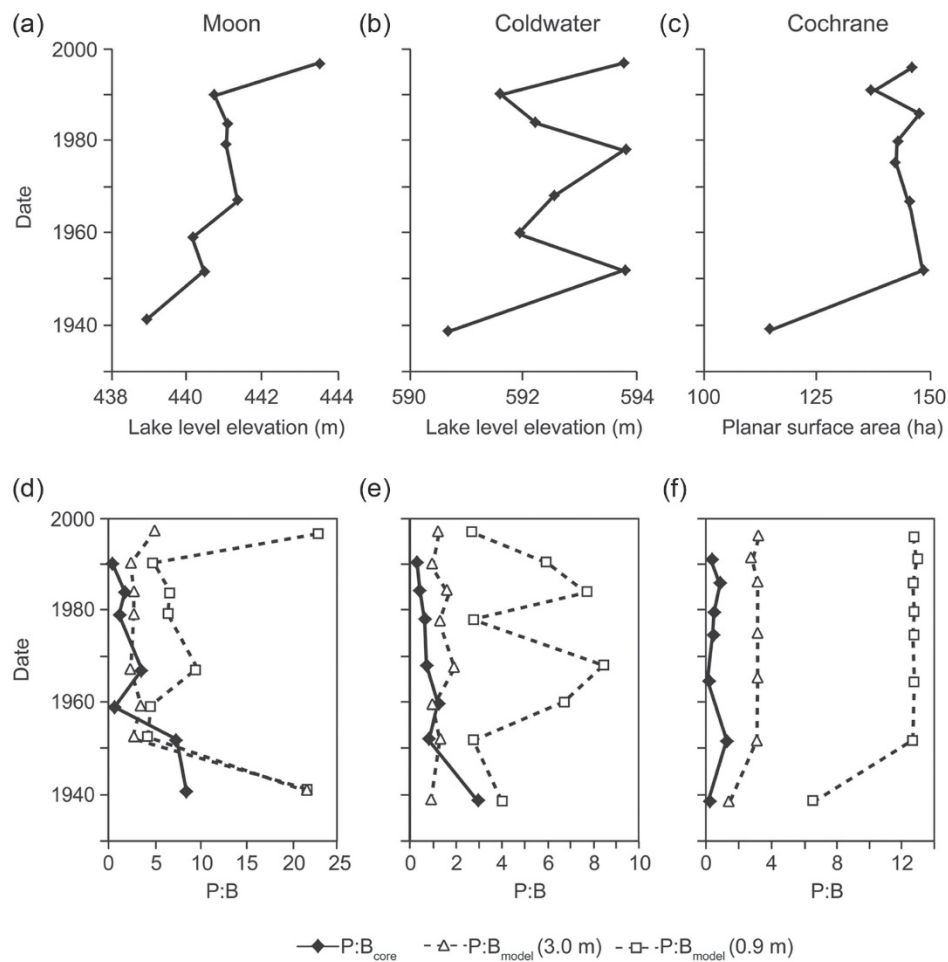 (a) Moon (b) Coldwater (c) Cochrane
2000
1980
1960
1940
Date
438 440 442 444 590 592 594 100 125 150
Lake level elevation (m) Lake level elevation (m) Planar surface area (ha)
(d) (e) (f)
2000
1980
1960
1940
Date
0 5 10 15 20 25 0 2 4 6 8 10 0 4 8 12
P:B P:B P:B
P:Bcore P:Bmodel (3.0 m) P:Bmodel (0.9 m)